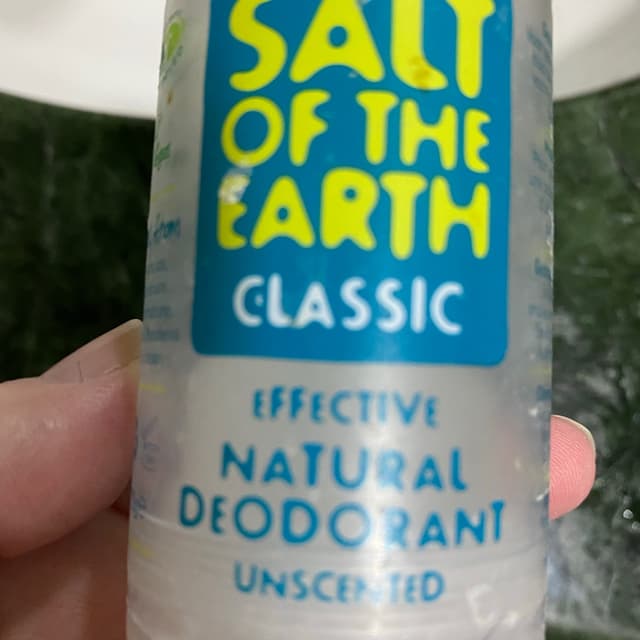 SALT
OF THE
EARTH
CLASSIC
EFFECTIVE
NATURAL
DEODORANT
UNSCENTED